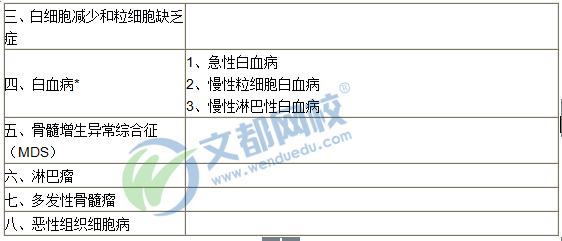 三、白细胞减少和粒细胞缺乏
症
四、白血病*
1、急性白血病
2、慢性粒细胞白血病
3、慢性淋巴性白血病
五、骨髓增生异常综合征
（MDS）
六、淋巴瘤
七、多发性骨髓瘤
八、恶性组织细胞病
文都网校
www.wenduedu.com